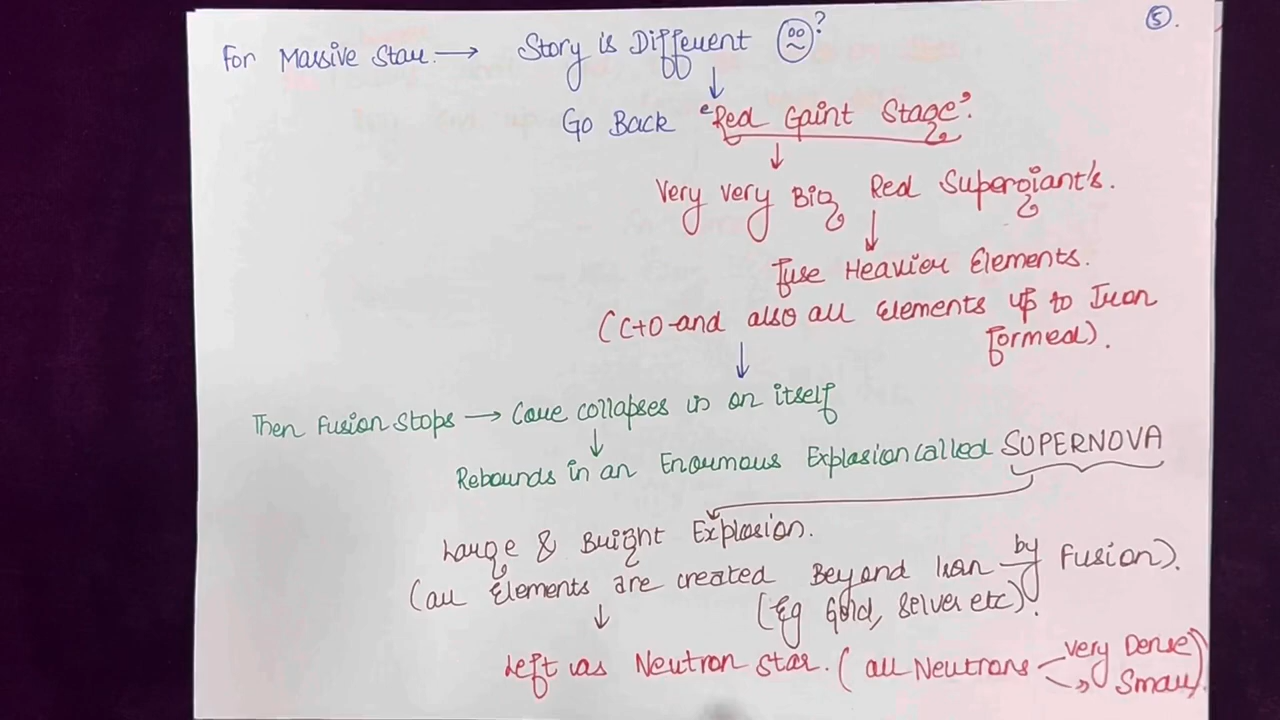 5.
For Massive Star. → Story is Different ?
Go Back "Red Gaint Stage".
Very very Big Red Supergiant's.
Fuse Heavier Elements.
(C+O-and also all elements up to Iron
formed).
Then Fusion Stops → Core collapses in on itself
Rebounds in an Enormous Explosion called SUPERNOVA
Large & Bright Explosion.
(all Elements are created Beyond Iron by Fusion).
(Eg Gold, Selver etc).
Left as Neutron Star. (all Neutrons
very Dense
Small).